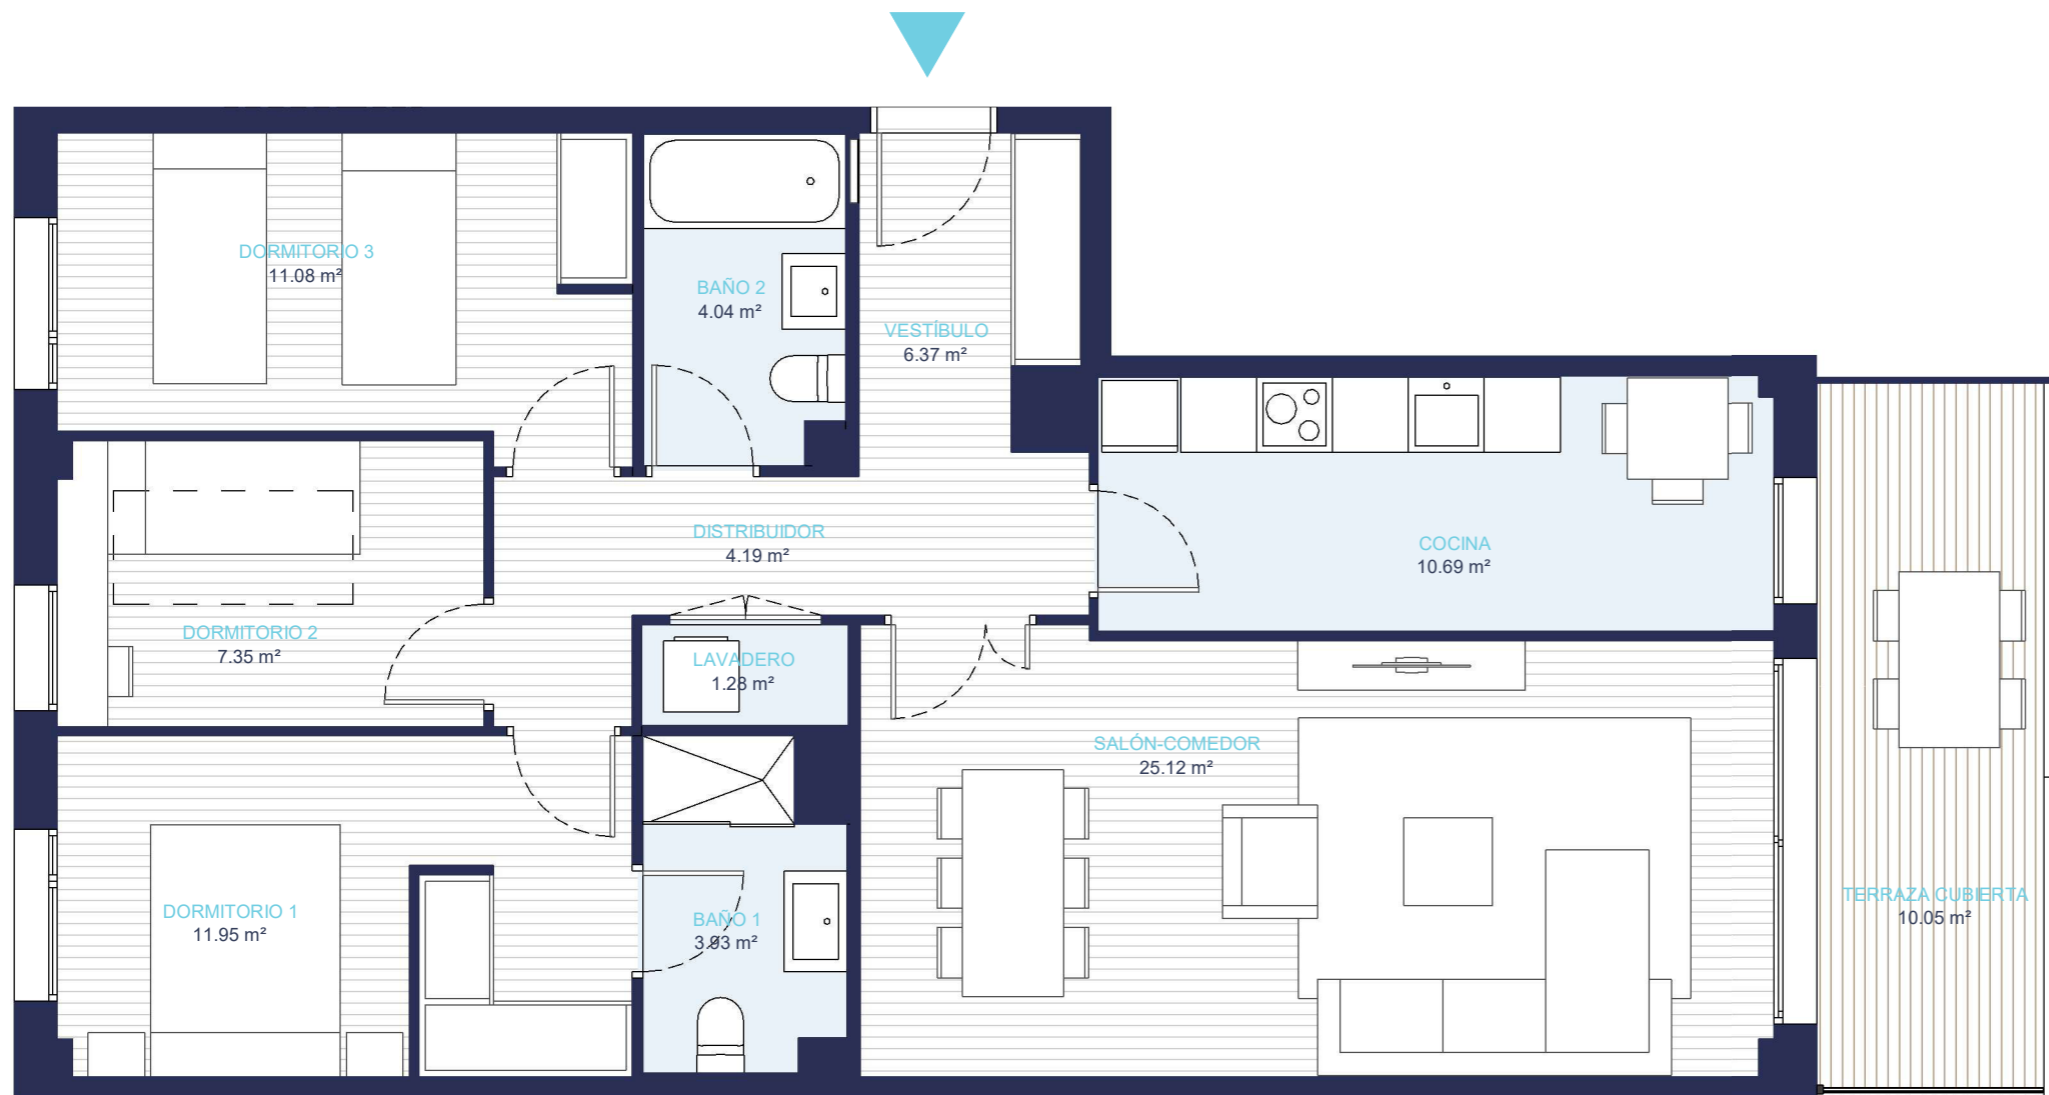 DORMITORIO 3
11.08 m²
BAÑO 2
4.04 m²
VESTÍBULO
6.37 m²
DISTRIBUIDOR
4.19 m²
COCINA
10.69 m²
DORMITORIO 2
7.35 m²
LAVADERO
1.28 m²
SALÓN-COMEDOR
25.12 m²
DORMITORIO 1
11.95 m²
BAÑO 1
3.93 m²
TERRAZA CUBIERTA
10.05 m²